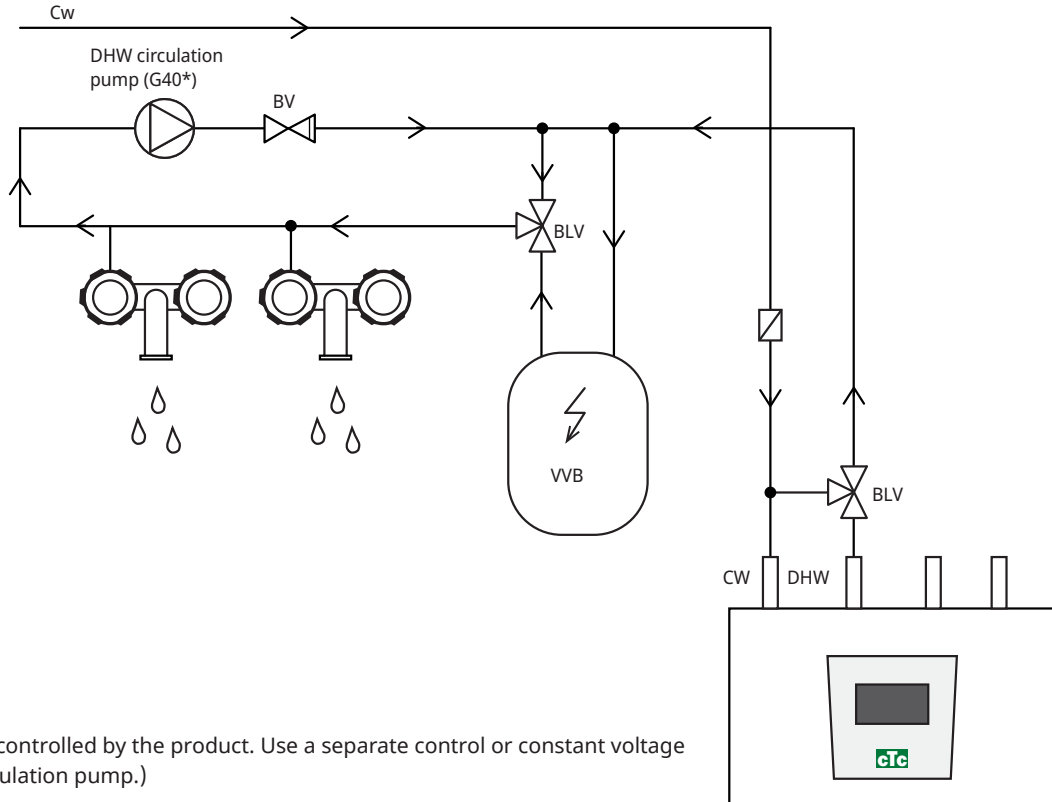 Cw
DHW circulation
pump (G40*)
BV
BLV
VVB
BLV
CW
DHW
controlled by the product. Use a separate control or constant voltage
ulation pump.)
cTc